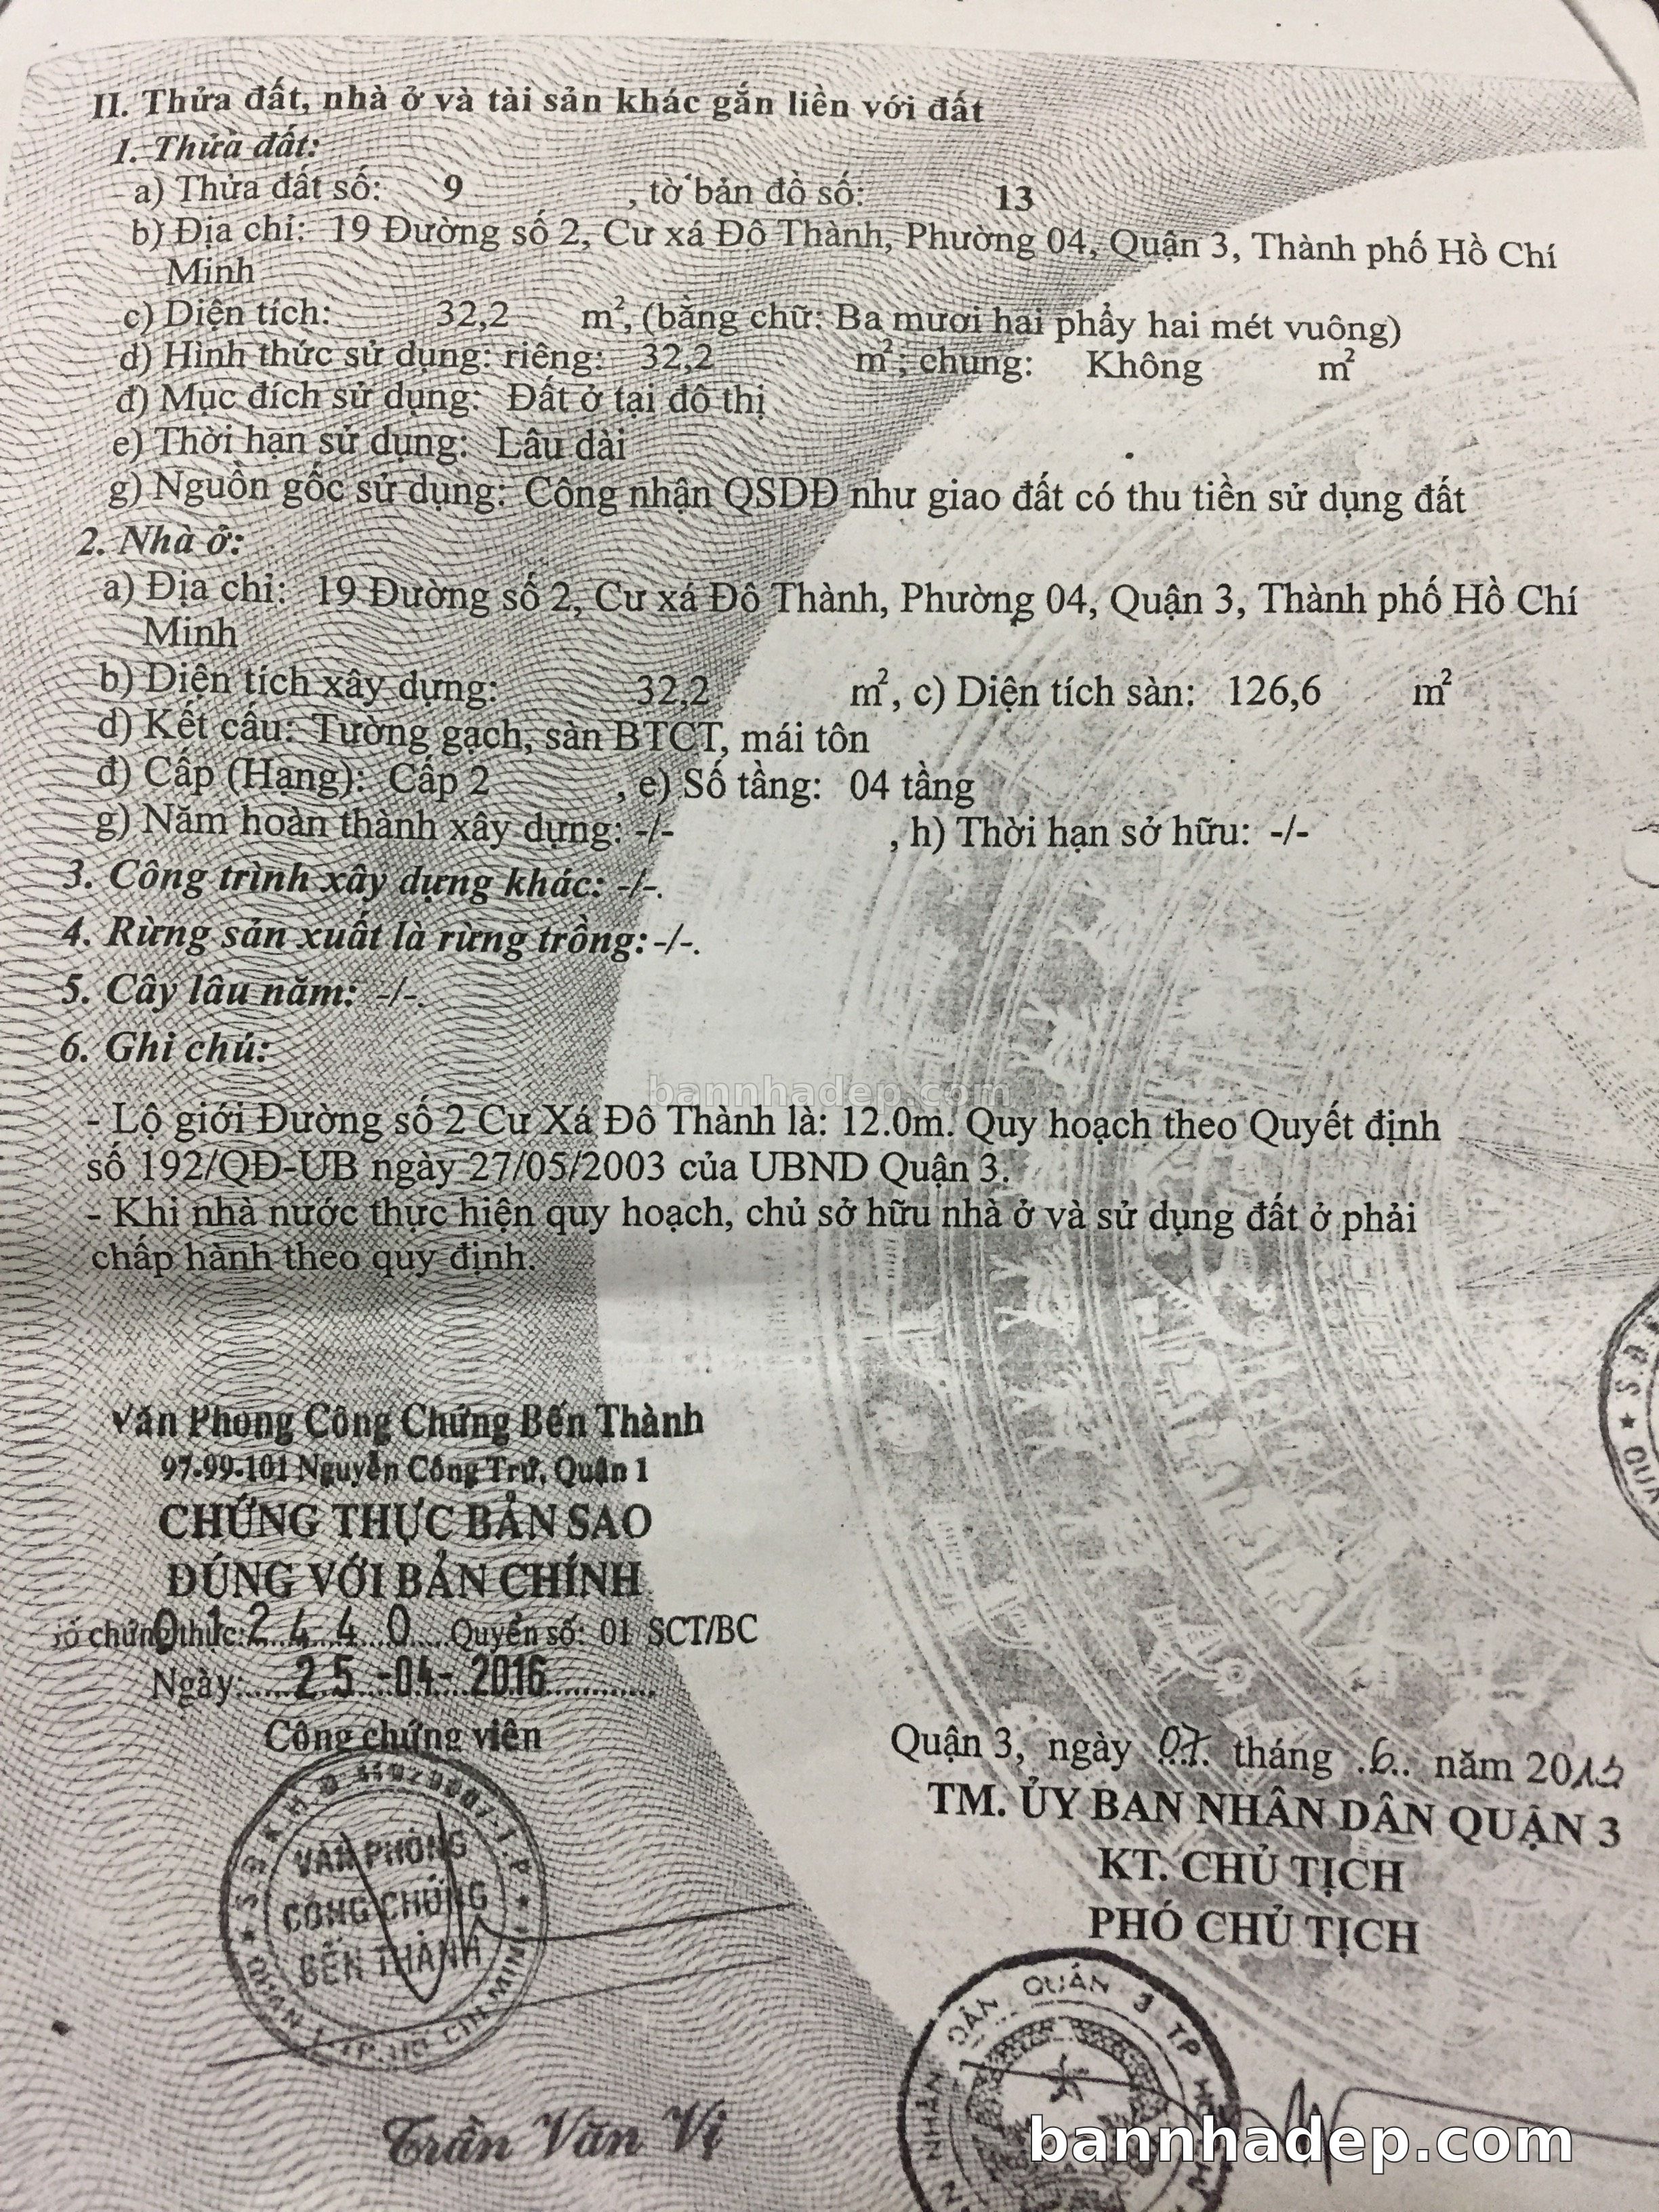 II. Thửa đất, nhà ở và tài sản khác gắn liền với đất
1. Thửa đất:
a) Thửa đất số: 9 , tờ bản đồ số: 13
b) Địa chỉ: 19 Đường số 2, Cư xá Đô Thành, Phường 04, Quận 3, Thành phố Hồ Chí
Minh
c) Diện tích: 32,2 m², (bằng chữ: Ba mươi hai phẩy hai mét vuông)
d) Hình thức sử dụng: riêng: 32,2 m²; chung: Không m²
đ) Mục đích sử dụng: Đất ở tại đô thị
e) Thời hạn sử dụng: Lâu dài
g) Nguồn gốc sử dụng: Công nhận QSDĐ như giao đất có thu tiền sử dụng đất
2. Nhà ở:
a) Địa chỉ: 19 Đường số 2, Cư xá Đô Thành, Phường 04, Quận 3, Thành phố Hồ Chí
Minh
b) Diện tích xây dựng: 32,2 m², c) Diện tích sàn: 126,6 m²
d) Kết cấu: Tường gạch, sàn BTCT, mái tôn
đ) Cấp (Hạng): Cấp 2 , e) Số tầng: 04 tầng
g) Năm hoàn thành xây dựng: -/- , h) Thời hạn sở hữu: -/-
3. Công trình xây dựng khác: -/-.
4. Rừng sản xuất là rừng trồng: -/-.
5. Cây lâu năm: -/-.
6. Ghi chú:
bannhadep.com
- Lộ giới Đường số 2 Cư Xá Đô Thành là: 12.0m. Quy hoạch theo Quyết định
số 192/QĐ-UB ngày 27/05/2003 của UBND Quận 3.
- Khi nhà nước thực hiện quy hoạch, chủ sở hữu nhà ở và sử dụng đất ở phải
chấp hành theo quy định.
Văn Phòng Công Chứng Bến Thành
97-99-101 Nguyễn Công Trứ, Quận 1
CHỨNG THỰC BẢN SAO
ĐÚNG VỚI BẢN CHÍNH
Số chứng thực: 012440 Quyển số: 01 SCT/BC
Ngày: 25-04-2016
Công chứng viên
VĂN PHÒNG
CÔNG CHỨNG
BẾN THÀNH
Trần Văn Vị
Quận 3, ngày 07 tháng 6 năm 20
TM. ỦY BAN NHÂN DÂN QUẬN 3
KT. CHỦ TỊCH
PHÓ CHỦ TỊCH
NHÂN DÂN QUẬN 3 TP
bannhadep.com